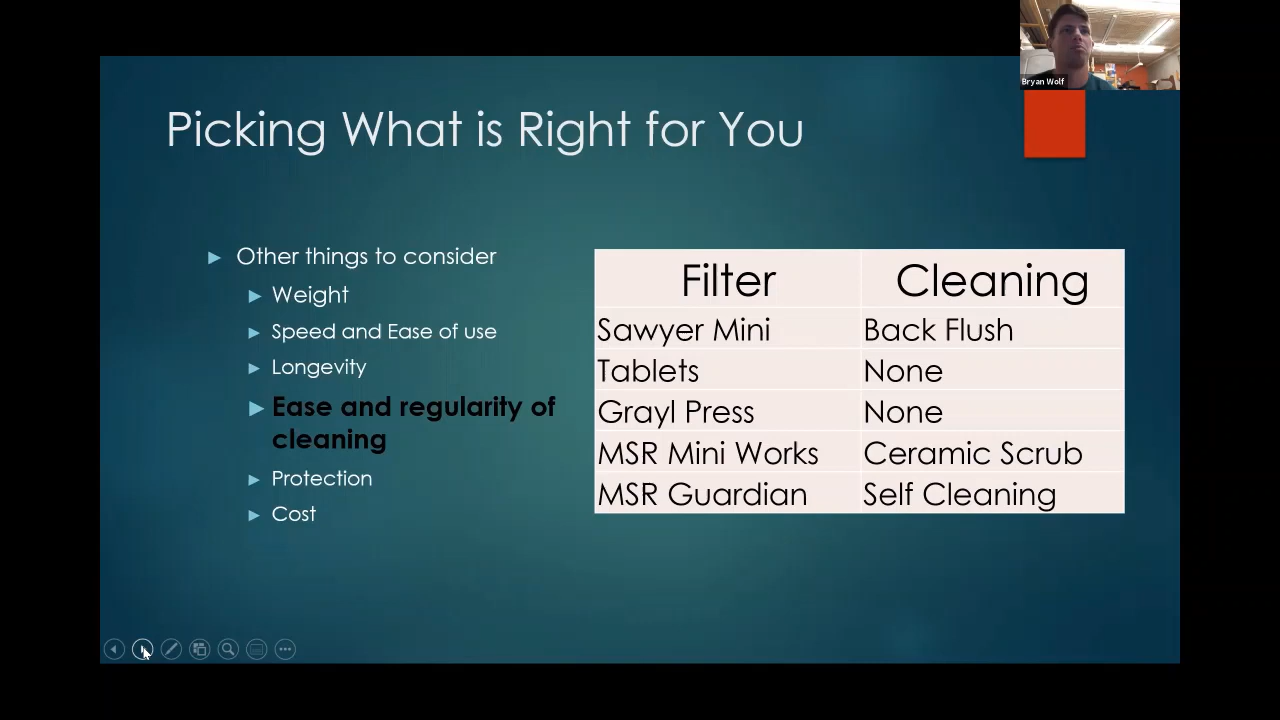 Bryan Wolf
Picking What is Right for You
Other things to consider
Weight
Speed and Ease of use
Longevity
Ease and regularity of
cleaning
Protection
Cost
Filter Cleaning
Sawyer Mini Back Flush
Tablets None
Grayl Press None
MSR Mini Works Ceramic Scrub
MSR Guardian Self Cleaning